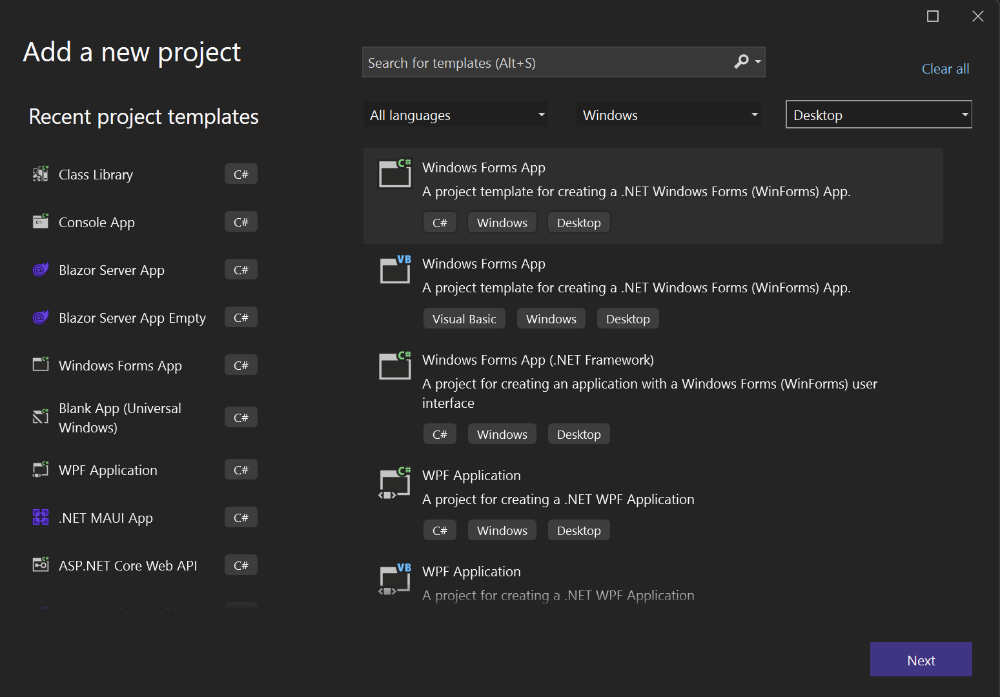 Add a new project
Search for templates (Alt+S)
Clear all
All languages
Windows
Desktop
Recent project templates
Class Library
C#
Console App
C#
Blazor Server App
C#
Blazor Server App Empty
C#
Windows Forms App
C#
Blank App (Universal
Windows)
C#
WPF Application
C#
.NET MAUI App
C#
ASP.NET Core Web API
C#
C#
Windows Forms App
A project template for creating a .NET Windows Forms (WinForms) App.
C#
Windows
Desktop
VB
Windows Forms App
A project template for creating a .NET Windows Forms (WinForms) App.
Visual Basic
Windows
Desktop
C#
Windows Forms App (.NET Framework)
A project for creating an application with a Windows Forms (WinForms) user
interface
C#
Windows
Desktop
C#
WPF Application
A project for creating a .NET WPF Application
C#
Windows
Desktop
VB
WPF Application
A project for creating a .NET WPF Application
Next